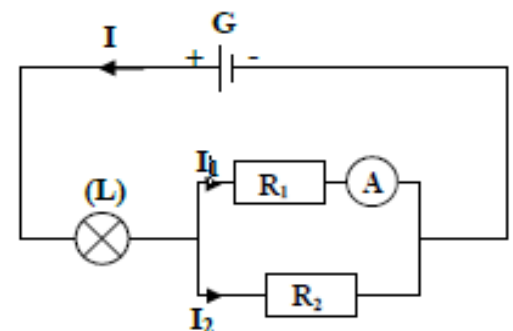 G
I
+ -
I₁
R₁
A
(L)
R₂
I₂